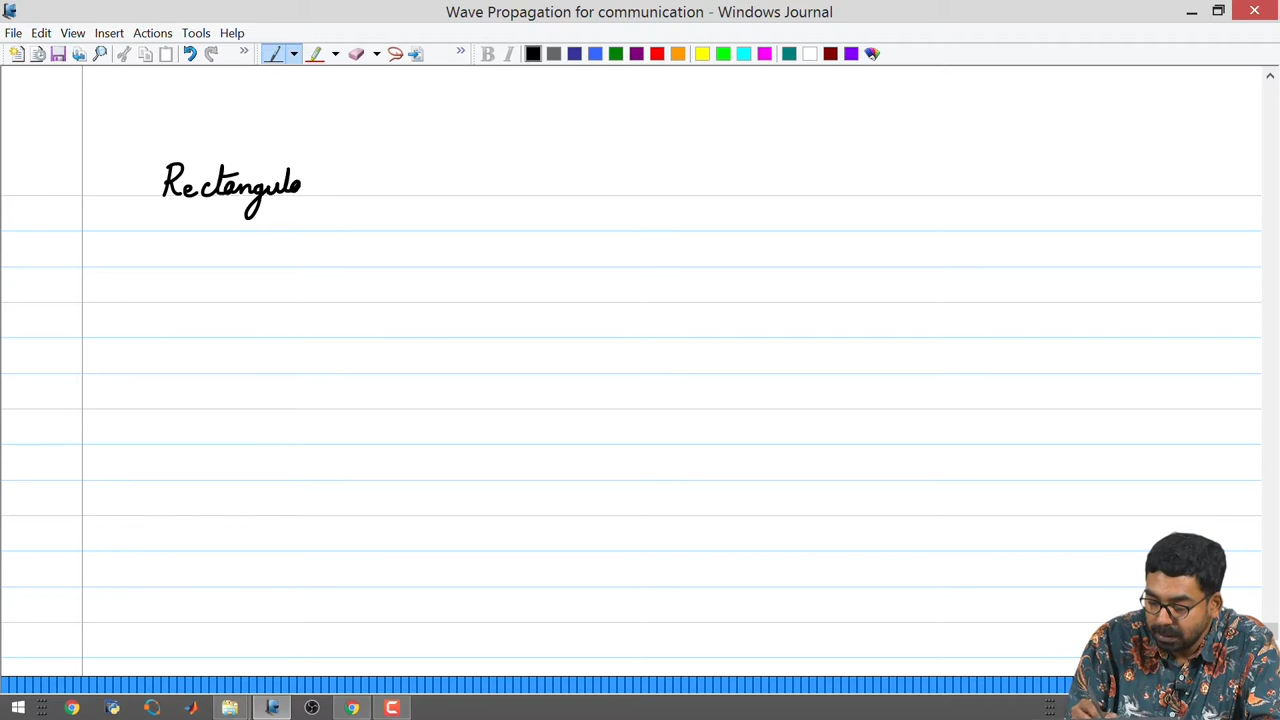 Wave Propagation for communication - Windows Journal
File Edit View Insert Actions Tools Help
» » B I
Rectangula